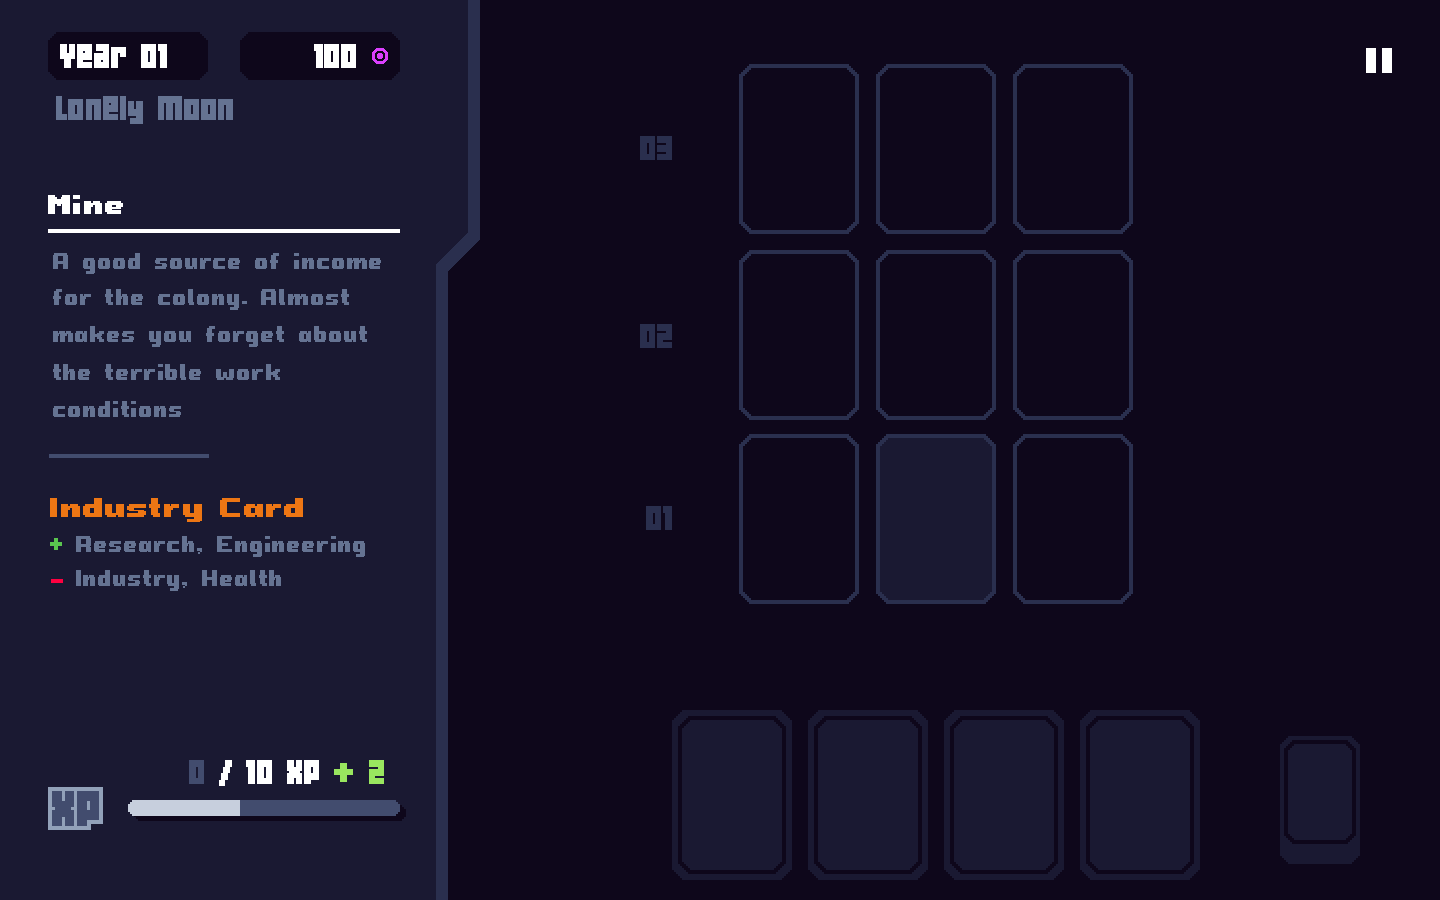 Year 01
100
Lonely Moon
Mine
A good source of income
for the colony. Almost
makes you forget about
the terrible work
conditions
Industry Card
+ Research, Engineering
- Industry, Health
0 / 10 XP + 2
XP
03
02
01